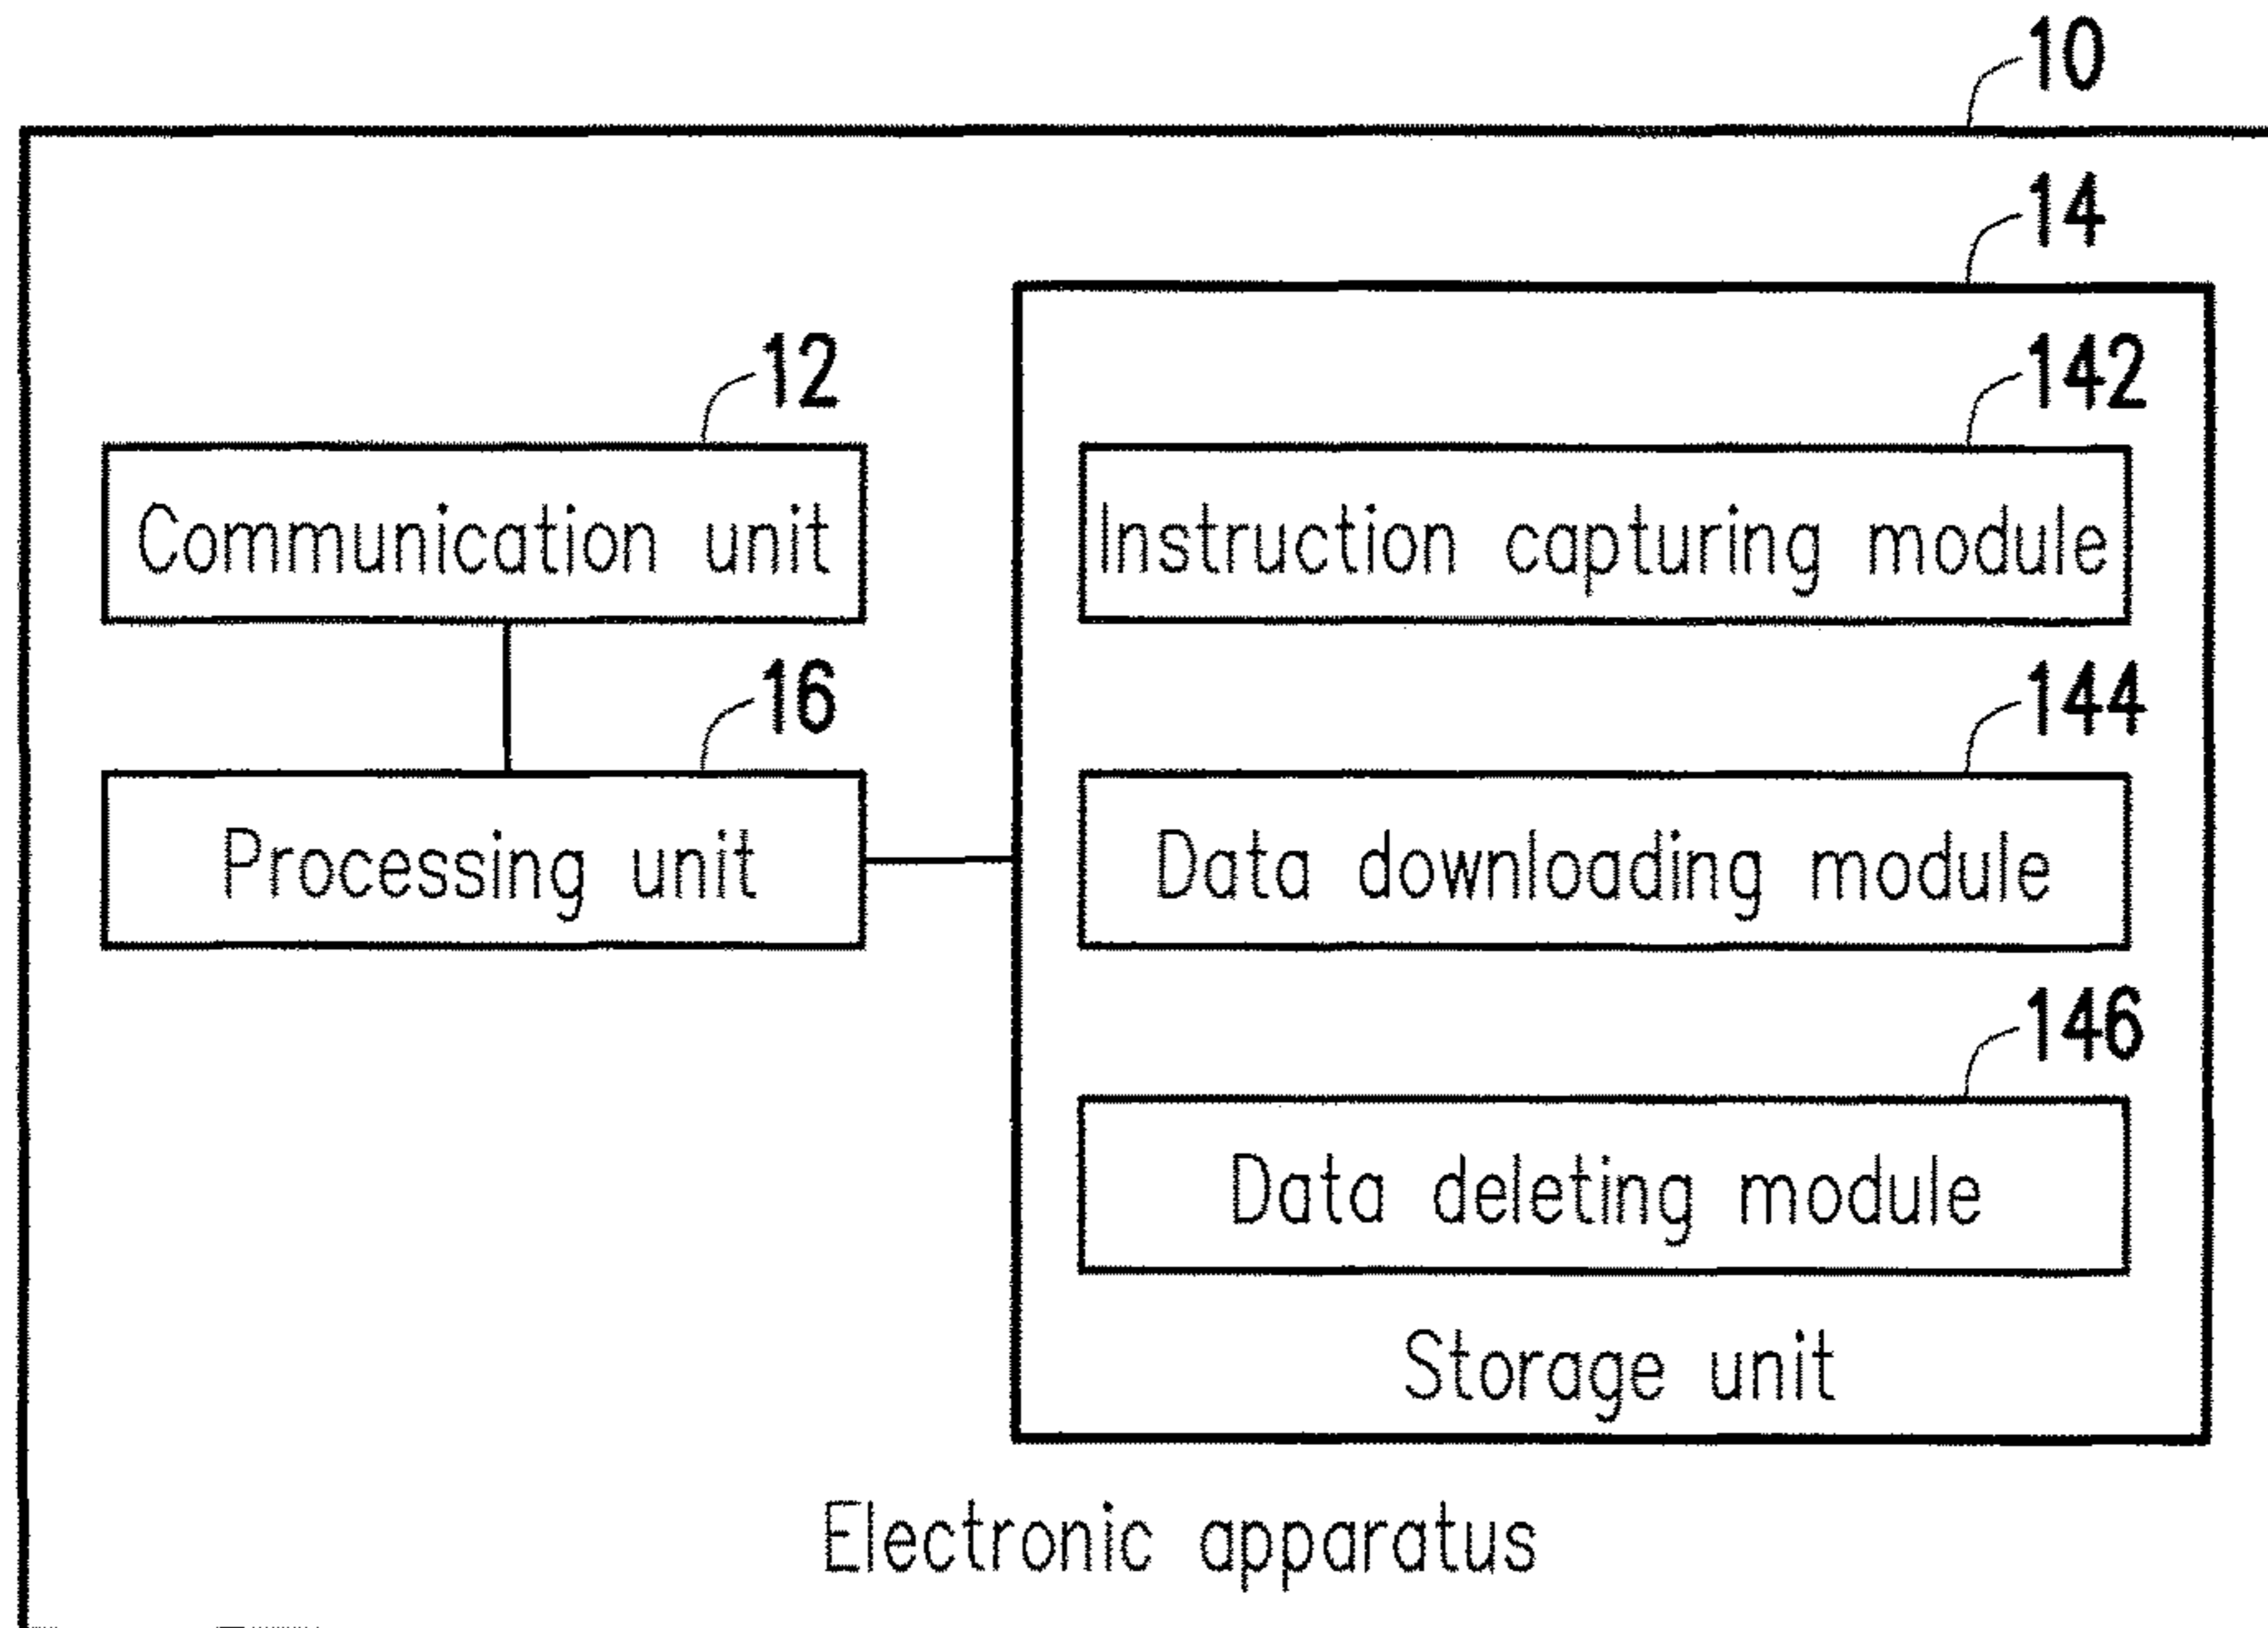 10
14
12
142
Communication unit
Instruction capturing module
16
144
Processing unit
Data downloading module
146
Data deleting module
Storage unit
Electronic apparatus